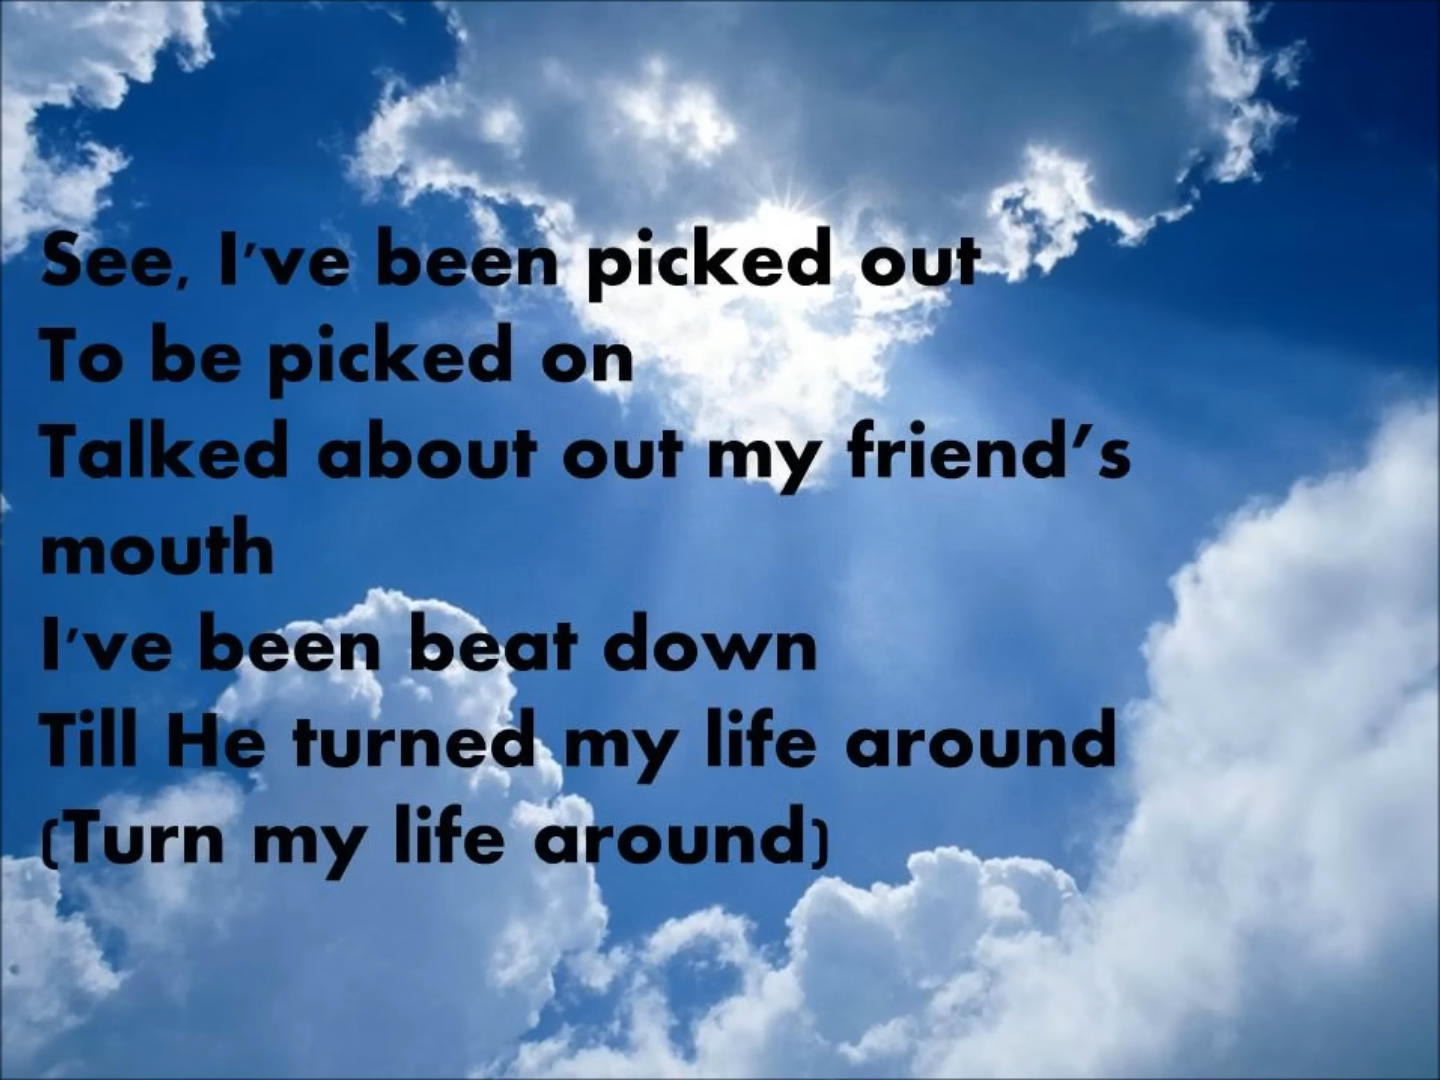 See, I've been picked out
To be picked on
Talked about out my friend’s
mouth
I've been beat down
Till He turned my life around
(Turn my life around)